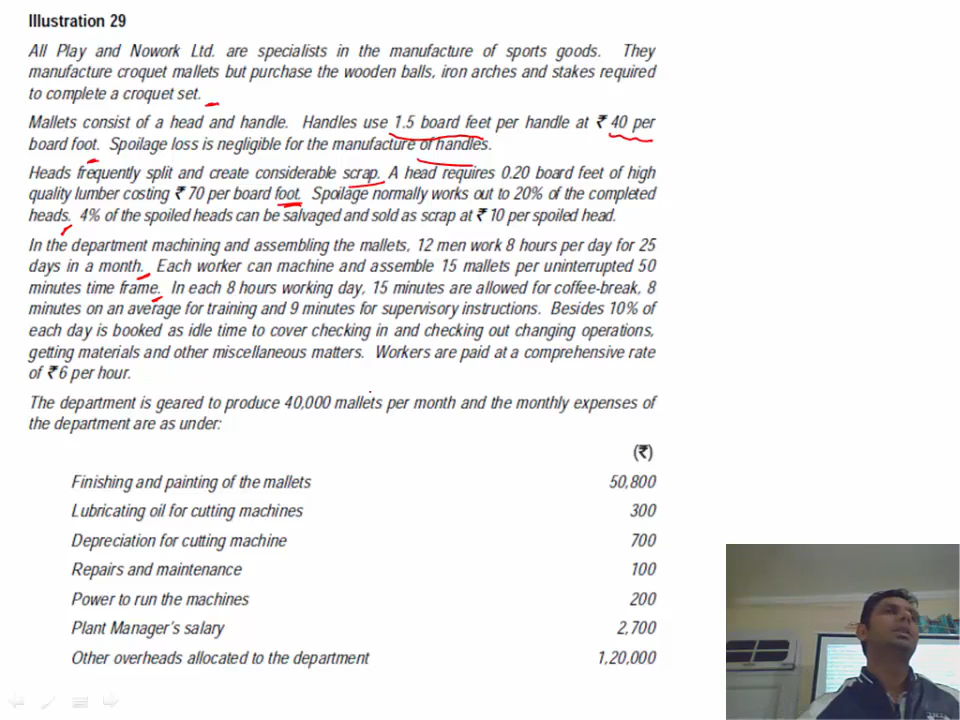 Illustration 29
All Play and Nowork Ltd. are specialists in the manufacture of sports goods. They
manufacture croquet mallets but purchase the wooden balls, iron arches and stakes required
to complete a croquet set.
Mallets consist of a head and handle. Handles use 1.5 board feet per handle at ₹ 40 per
board foot. Spoilage loss is negligible for the manufacture of handles.
Heads frequently split and create considerable scrap. A head requires 0.20 board feet of high
quality lumber costing ₹ 70 per board foot. Spoilage normally works out to 20% of the completed
heads. 4% of the spoiled heads can be salvaged and sold as scrap at ₹ 10 per spoiled head.
In the department machining and assembling the mallets, 12 men work 8 hours per day for 25
days in a month. Each worker can machine and assemble 15 mallets per uninterrupted 50
minutes time frame. In each 8 hours working day, 15 minutes are allowed for coffee-break, 8
minutes on an average for training and 9 minutes for supervisory instructions. Besides 10% of
each day is booked as idle time to cover checking in and checking out changing operations,
getting materials and other miscellaneous matters. Workers are paid at a comprehensive rate
of ₹ 6 per hour.
The department is geared to produce 40,000 mallets per month and the monthly expenses of
the department are as under:
(₹)
Finishing and painting of the mallets 50,800
Lubricating oil for cutting machines 300
Depreciation for cutting machine 700
Repairs and maintenance 100
Power to run the machines 200
Plant Manager's salary 2,700
Other overheads allocated to the department 1,20,000